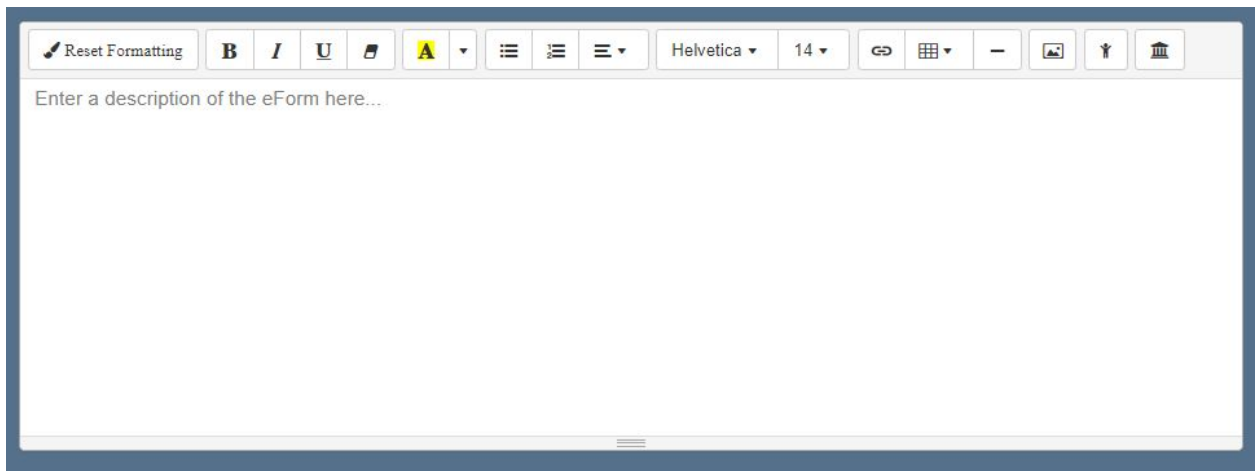 Reset Formatting B I U A Helvetica 14
Enter a description of the eForm here...